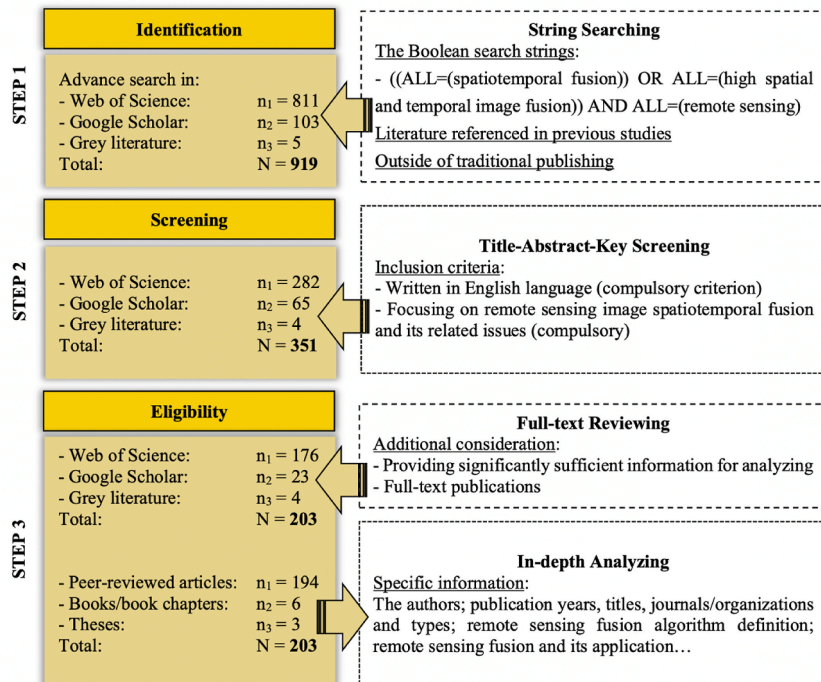 STEP 1
Identification
Advance search in:
- Web of Science: n1 = 811
- Google Scholar: n2 = 103
- Grey literature: n3 = 5
Total: N = 919
String Searching
The Boolean search strings:
- ((ALL=(spatiotemporal fusion)) OR ALL=(high spatial
and temporal image fusion)) AND ALL=(remote sensing)
Literature referenced in previous studies
Outside of traditional publishing
STEP 2
Screening
- Web of Science: n1 = 282
- Google Scholar: n2 = 65
- Grey literature: n3 = 4
Total: N = 351
Title-Abstract-Key Screening
Inclusion criteria:
- Written in English language (compulsory criterion)
- Focusing on remote sensing image spatiotemporal fusion
and its related issues (compulsory)
STEP 3
Eligibility
- Web of Science: n1 = 176
- Google Scholar: n2 = 23
- Grey literature: n3 = 4
Total: N = 203
Full-text Reviewing
Additional consideration:
- Providing significantly sufficient information for analyzing
- Full-text publications
- Peer-reviewed articles: n1 = 194
- Books/book chapters: n2 = 6
- Theses: n3 = 3
Total: N = 203
In-depth Analyzing
Specific information:
The authors; publication years, titles, journals/organizations
and types; remote sensing fusion algorithm definition;
remote sensing fusion and its application…